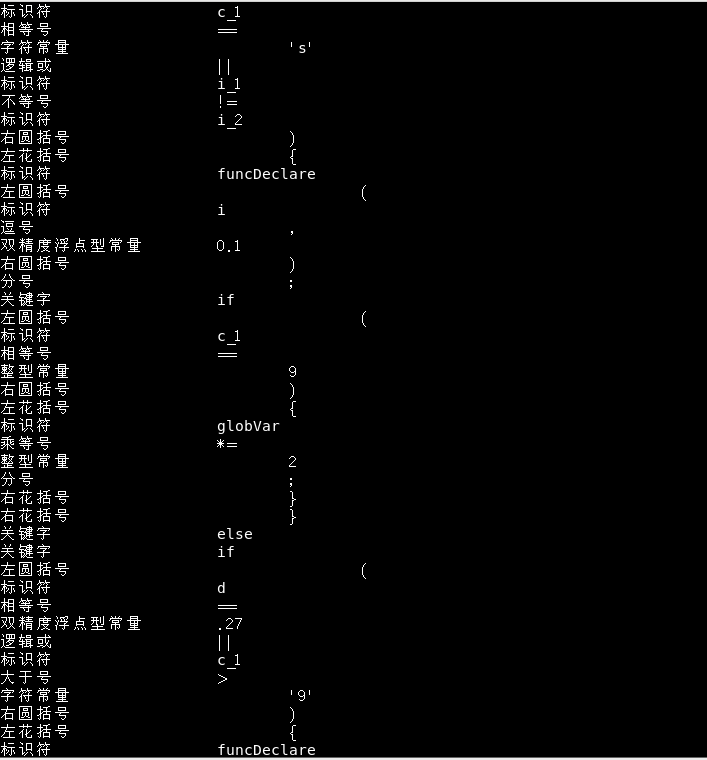 标识符 c_1
相等号 ==
字符常量 's'
逻辑或 ||
标识符 i_1
不等号 !=
标识符 i_2
右圆括号 )
左花括号 {
标识符 funcDeclare
左圆括号 (
标识符 i
逗号 ,
双精度浮点型常量 0.1
右圆括号 )
分号 ;
关键字 if
左圆括号 (
标识符 c_1
相等号 ==
整型常量 9
右圆括号 )
左花括号 {
标识符 globVar
乘等号 *=
整型常量 2
分号 ;
右花括号 }
右花括号 }
关键字 else
关键字 if
左圆括号 (
标识符 d
相等号 ==
双精度浮点型常量 .27
逻辑或 ||
标识符 c_1
大于号 >
字符常量 '9'
右圆括号 )
左花括号 {
标识符 funcDeclare